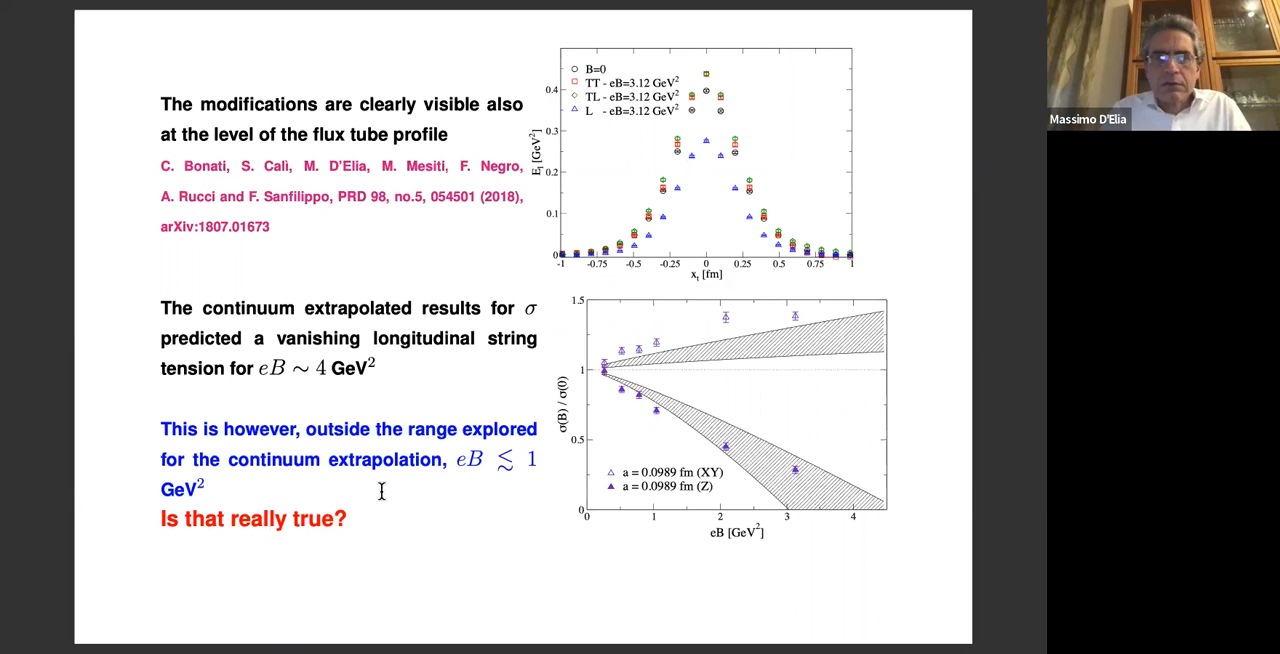 The modifications are clearly visible also
at the level of the flux tube profile
C. Bonati, S. Calì, M. D'Elia, M. Mesiti, F. Negro,
A. Rucci and F. Sanfilippo, PRD 98, no.5, 054501 (2018),
arXiv:1807.01673
The continuum extrapolated results for σ
predicted a vanishing longitudinal string
tension for eB ∼ 4 GeV²
This is however, outside the range explored
for the continuum extrapolation, eB ≲ 1
GeV²
Is that really true?
B=0
TT - eB=3.12 GeV²
TL - eB=3.12 GeV²
L - eB=3.12 GeV²
E_l [GeV²]
0.4
0.3
0.2
0.1
0
-1 -0.75 -0.5 -0.25 0 0.25 0.5 0.75 1
x_t [fm]
1.5
1
0.5
0
σ(B) / σ(0)
a = 0.0989 fm (XY)
a = 0.0989 fm (Z)
0 1 2 3 4
eB [GeV²]
Massimo D'Elia